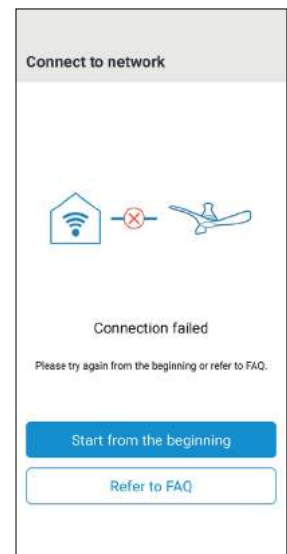 Connect to network
Connection failed
Please try again from the beginning or refer to FAQ.
Start from the beginning
Refer to FAQ